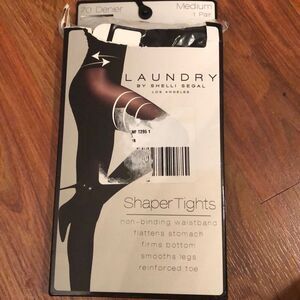 70 Denier
Medium
1 Pair
LAUNDRY
BY SHELLI SEGAL
LOS ANGELES
Shaper Tights
non-binding waistband
flattens stomach
firms bottom
smooths legs
reinforced toe